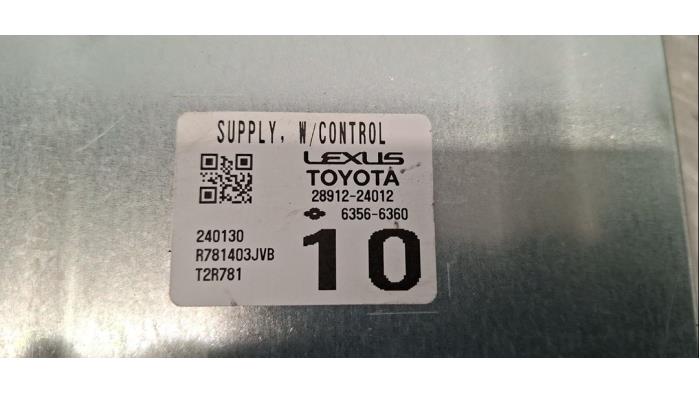 SUPPLY, W/CONTROL
LEXUS
TOYOTA
28912-24012
6356-6360
240130
R781403JVB
T2R781
10